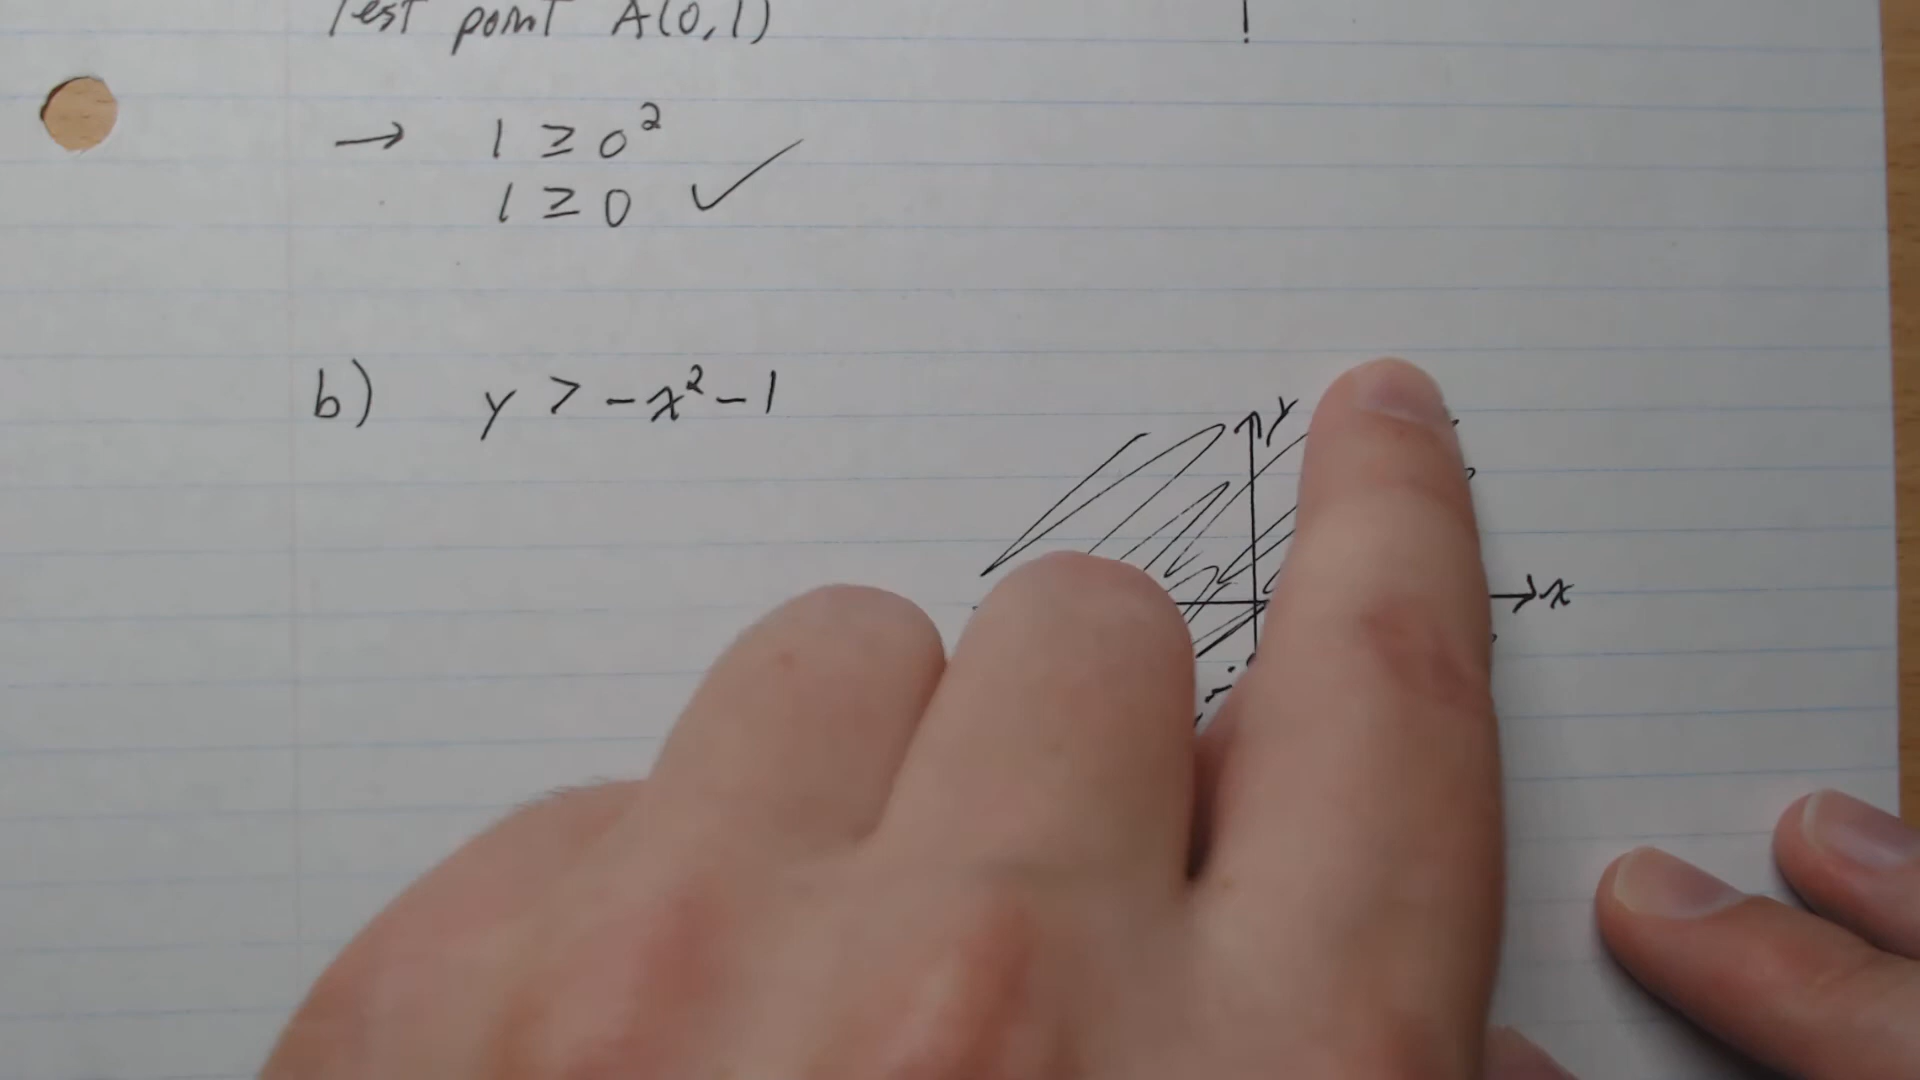 Test point A(0,1)
→ 1 ≥ 0²
1 ≥ 0 ✓
b) y > -x² - 1
y
x